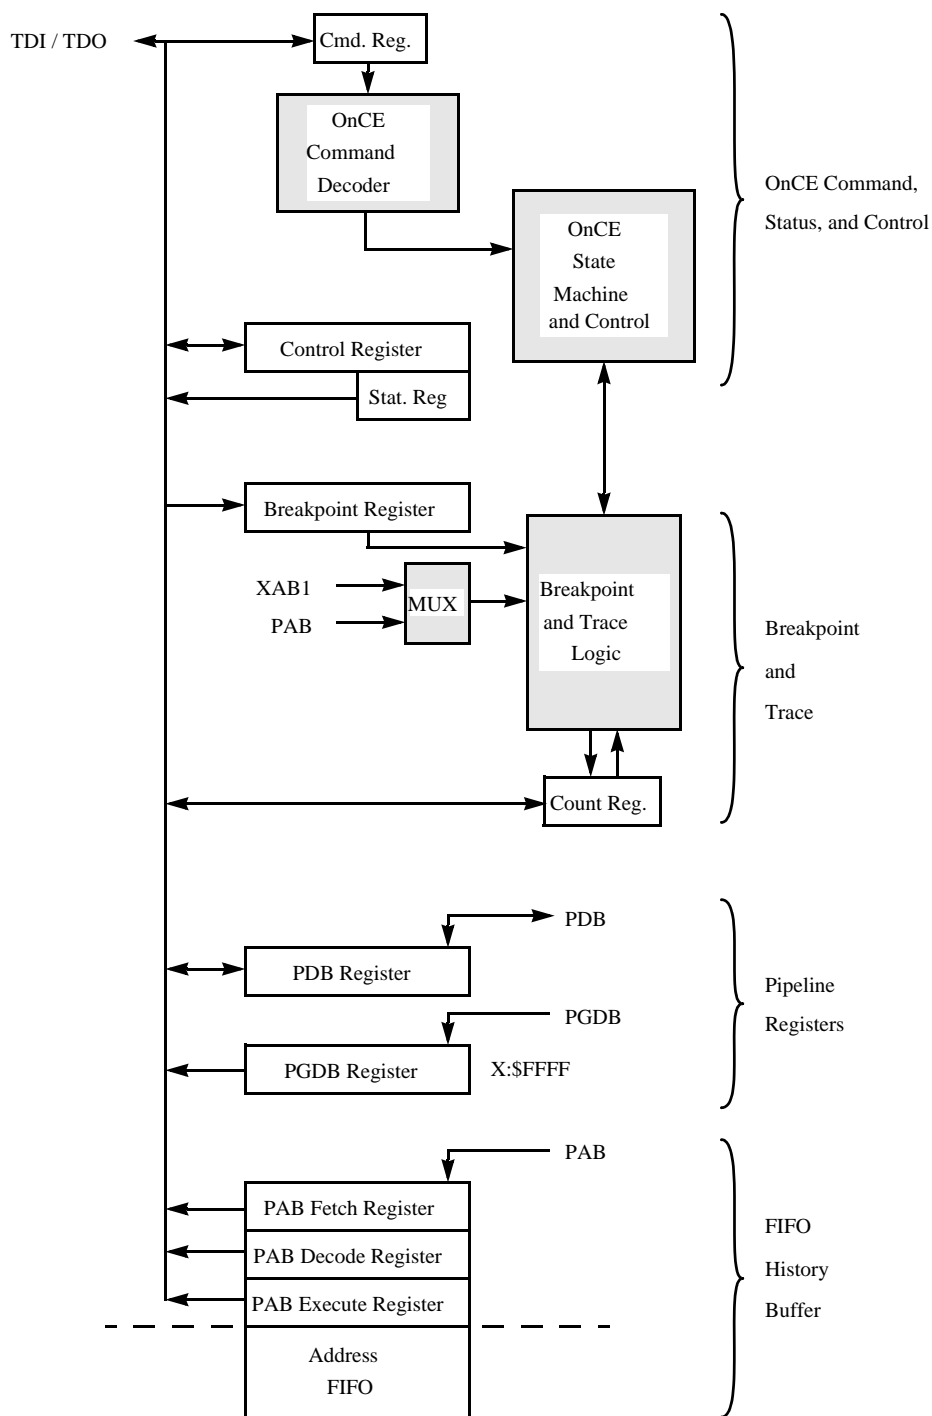 TDI / TDO
Cmd. Reg.
OnCE
Command
Decoder
OnCE
State
Machine
and Control
OnCE Command,
Status, and Control
Control Register
Stat. Reg
Breakpoint Register
XAB1
PAB
MUX
Breakpoint
and Trace
Logic
Breakpoint
and
Trace
Count Reg.
PDB
PDB Register
PGDB
PGDB Register
X:$FFFF
Pipeline
Registers
PAB
PAB Fetch Register
PAB Decode Register
PAB Execute Register
Address
FIFO
FIFO
History
Buffer